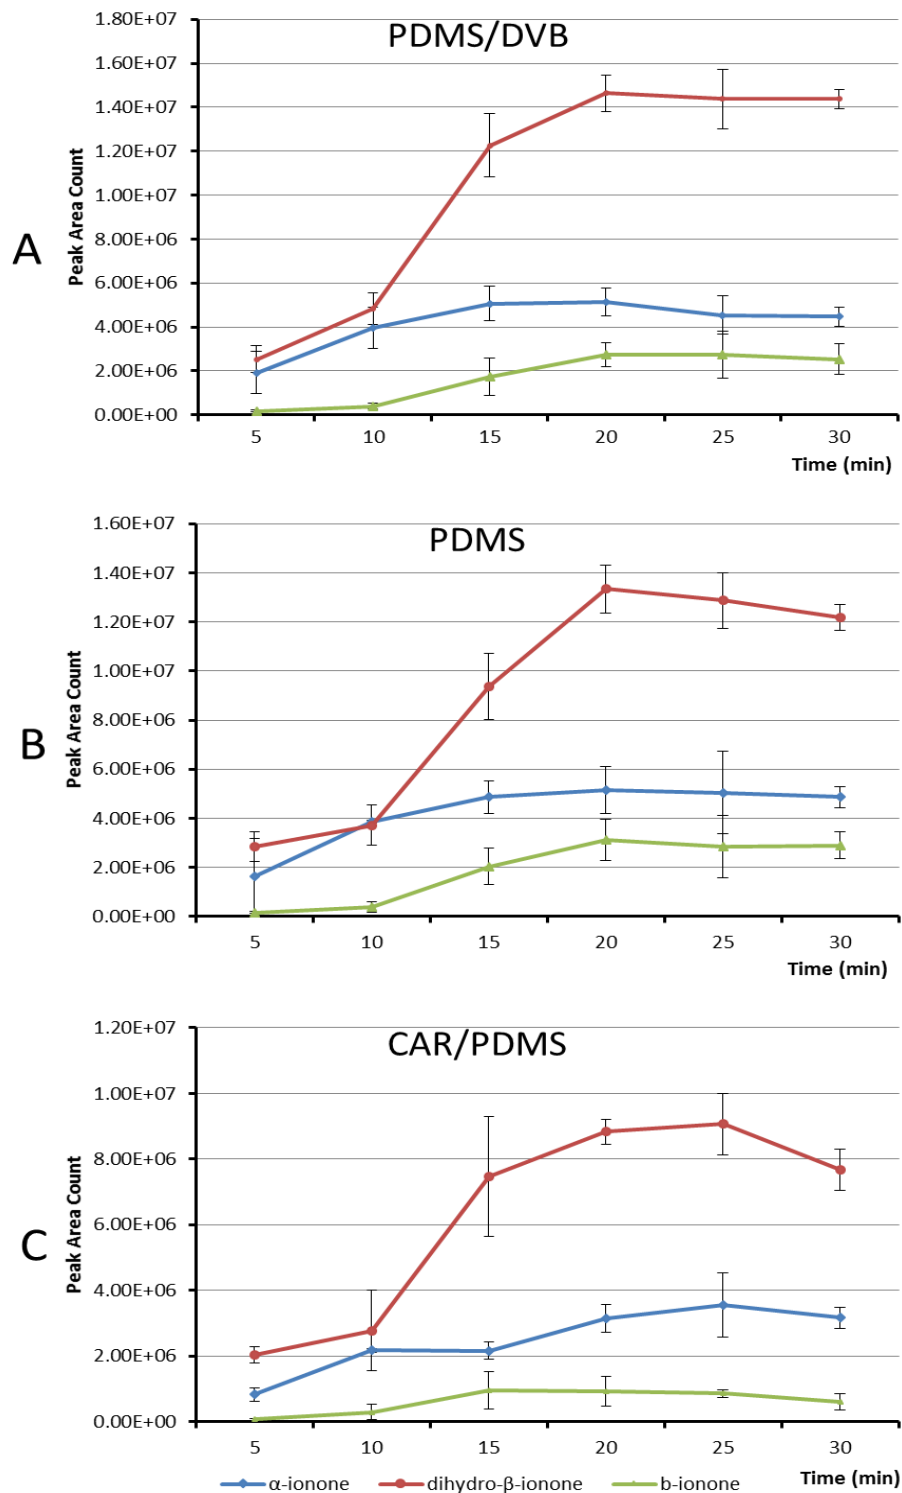 PDMS/DVB
A
Peak Area Count
1.80E+07
1.60E+07
1.40E+07
1.20E+07
1.00E+07
8.00E+06
6.00E+06
4.00E+06
2.00E+06
0.00E+00
5 10 15 20 25 30
Time (min)
PDMS
B
Peak Area Count
1.60E+07
1.40E+07
1.20E+07
1.00E+07
8.00E+06
6.00E+06
4.00E+06
2.00E+06
0.00E+00
5 10 15 20 25 30
Time (min)
CAR/PDMS
C
Peak Area Count
1.20E+07
1.00E+07
8.00E+06
6.00E+06
4.00E+06
2.00E+06
0.00E+00
5 10 15 20 25 30
α-ionone dihydro-β-ionone b-ionone Time (min)